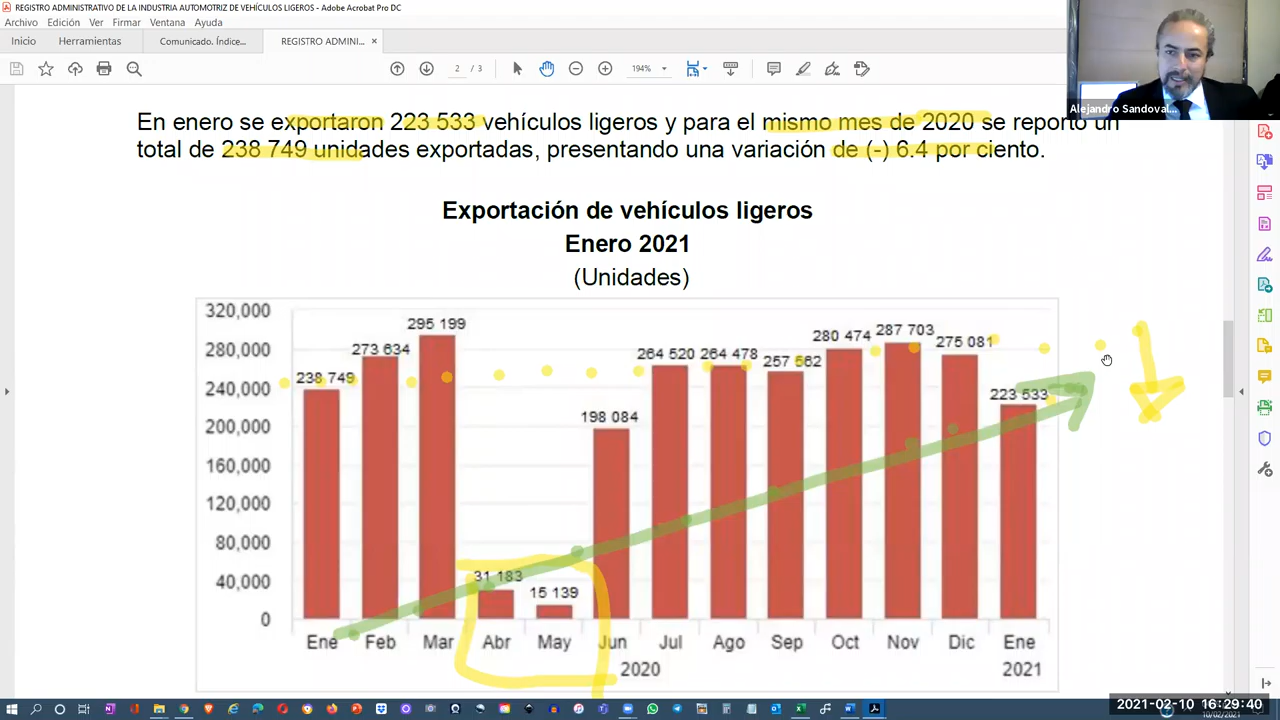 REGISTRO ADMINISTRATIVO DE LA INDUSTRIA AUTOMOTRIZ DE VEHÍCULOS LIGEROS - Adobe Acrobat Pro DC
Archivo Edición Ver Firmar Ventana Ayuda
Inicio Herramientas Comunicado. Índice... REGISTRO ADMINI... ×
2 / 194%
Alejandro Sandoval...
En enero se exportaron 223 533 vehículos ligeros y para el mismo mes de 2020 se reportó un
total de 238 749 unidades exportadas, presentando una variación de (-) 6.4 por ciento.
Exportación de vehículos ligeros
Enero 2021
(Unidades)
320,000
280,000
240,000
200,000
160,000
120,000
80,000
40,000
0
238 749
273 634
295 199
31 183
15 139
198 084
264 520
264 478
257 562
280 474
287 703
275 081
223 533
Ene Feb Mar Abr May Jun Jul Ago Sep Oct Nov Dic Ene
2020 2021
2021-02-10 16:29:40
10/02/2021